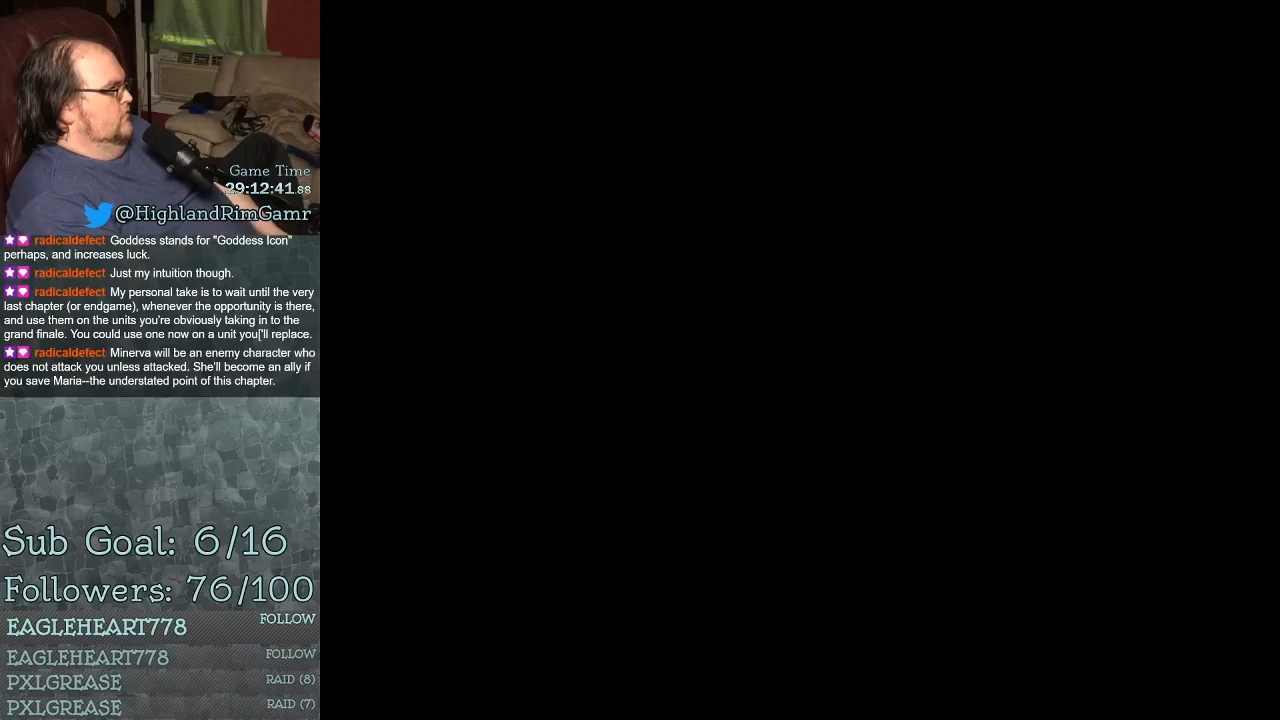 Game Time
29:12:41.88
@HighlandRimGamr
radicaldefect Goddess stands for "Goddess Icon"
perhaps, and increases luck.
radicaldefect Just my intuition though.
radicaldefect My personal take is to wait until the very
last chapter (or endgame), whenever the opportunity is there,
and use them on the units you're obviously taking in to the
grand finale. You could use one now on a unit you['ll replace.
radicaldefect Minerva will be an enemy character who
does not attack you unless attacked. She'll become an ally if
you save Maria--the understated point of this chapter.
Sub Goal: 6/16
Followers: 76/100
EAGLEHEART778 FOLLOW
EAGLEHEART778 FOLLOW
PXLGREASE RAID (8)
PXLGREASE RAID (7)